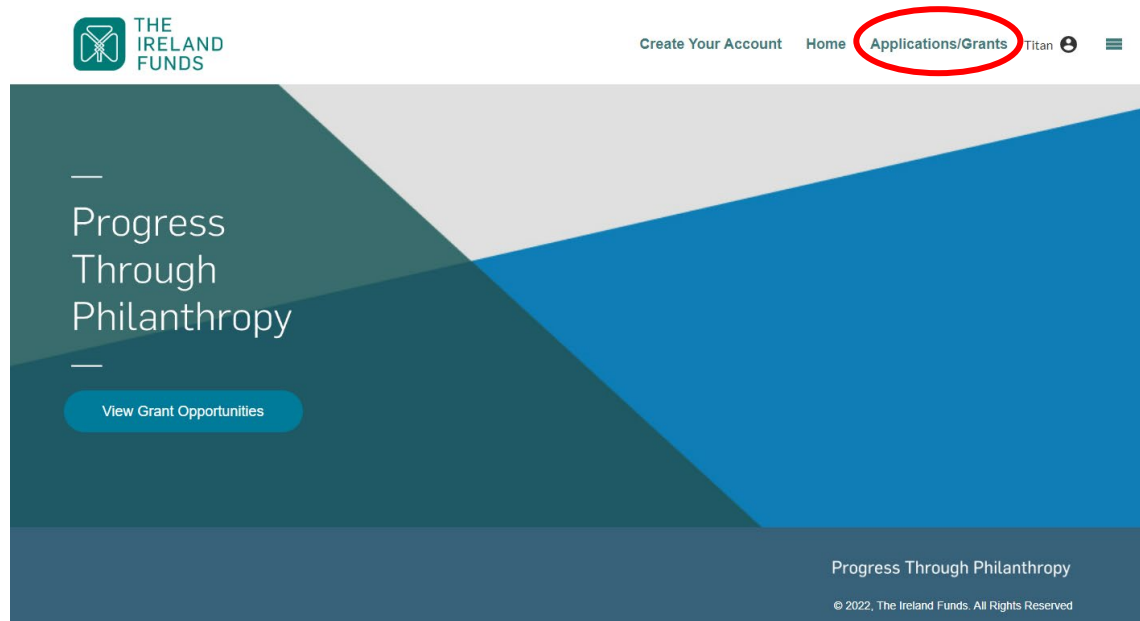 THE
IRELAND
FUNDS
Create Your Account Home Applications/Grants Titan
Progress
Through
Philanthropy
View Grant Opportunities
Progress Through Philanthropy
© 2022, The Ireland Funds. All Rights Reserved